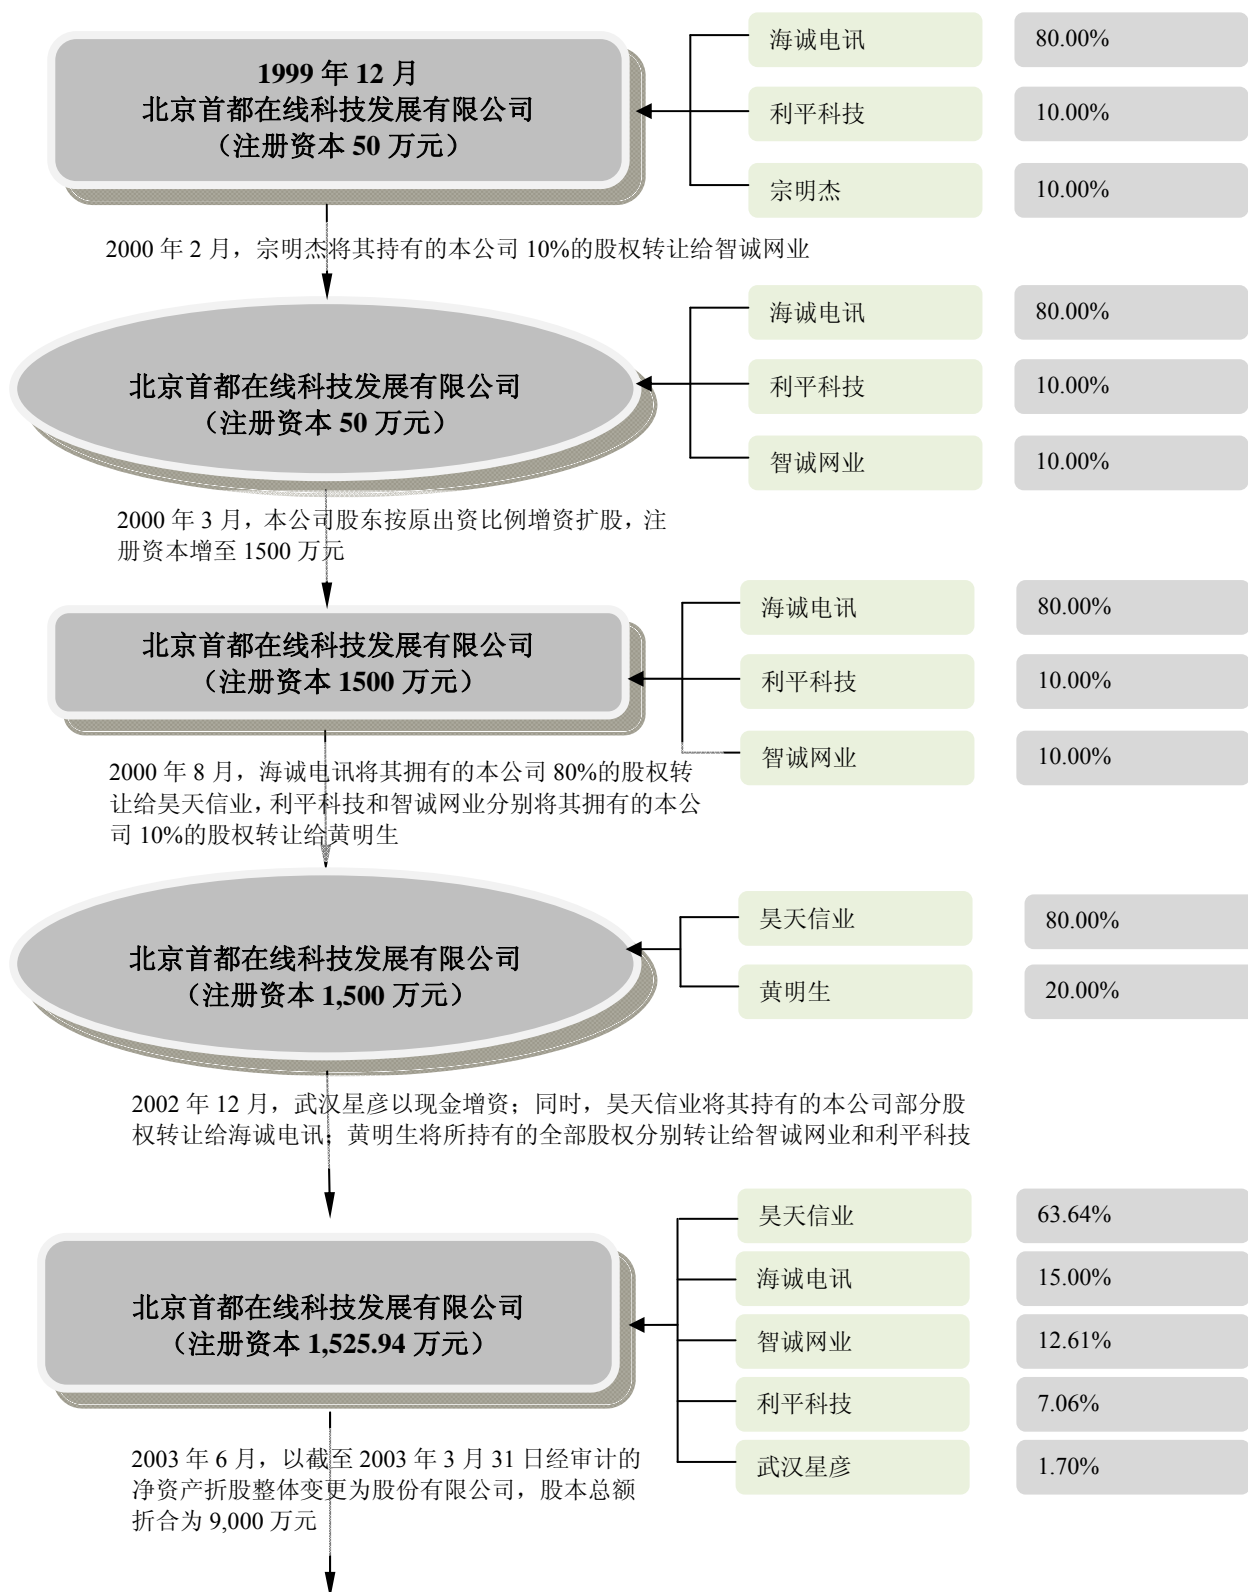 1999 年 12 月
北京首都在线科技发展有限公司
（注册资本 50 万元）
海诚电讯 80.00%
利平科技 10.00%
宗明杰 10.00%
2000 年 2 月，宗明杰将其持有的本公司 10%的股权转让给智诚网业
北京首都在线科技发展有限公司
（注册资本 50 万元）
海诚电讯 80.00%
利平科技 10.00%
智诚网业 10.00%
2000 年 3 月，本公司股东按原出资比例增资扩股，注
册资本增至 1500 万元
北京首都在线科技发展有限公司
（注册资本 1500 万元）
海诚电讯 80.00%
利平科技 10.00%
智诚网业 10.00%
2000 年 8 月，海诚电讯将其拥有的本公司 80%的股权转
让给昊天信业，利平科技和智诚网业分别将其拥有的本公
司 10%的股权转让给黄明生
北京首都在线科技发展有限公司
（注册资本 1,500 万元）
昊天信业 80.00%
黄明生 20.00%
2002 年 12 月，武汉星彦以现金增资；同时，昊天信业将其持有的本公司部分股
权转让给海诚电讯；黄明生将所持有的全部股权分别转让给智诚网业和利平科技
北京首都在线科技发展有限公司
（注册资本 1,525.94 万元）
昊天信业 63.64%
海诚电讯 15.00%
智诚网业 12.61%
利平科技 7.06%
武汉星彦 1.70%
2003 年 6 月，以截至 2003 年 3 月 31 日经审计的
净资产折股整体变更为股份有限公司，股本总额
折合为 9,000 万元